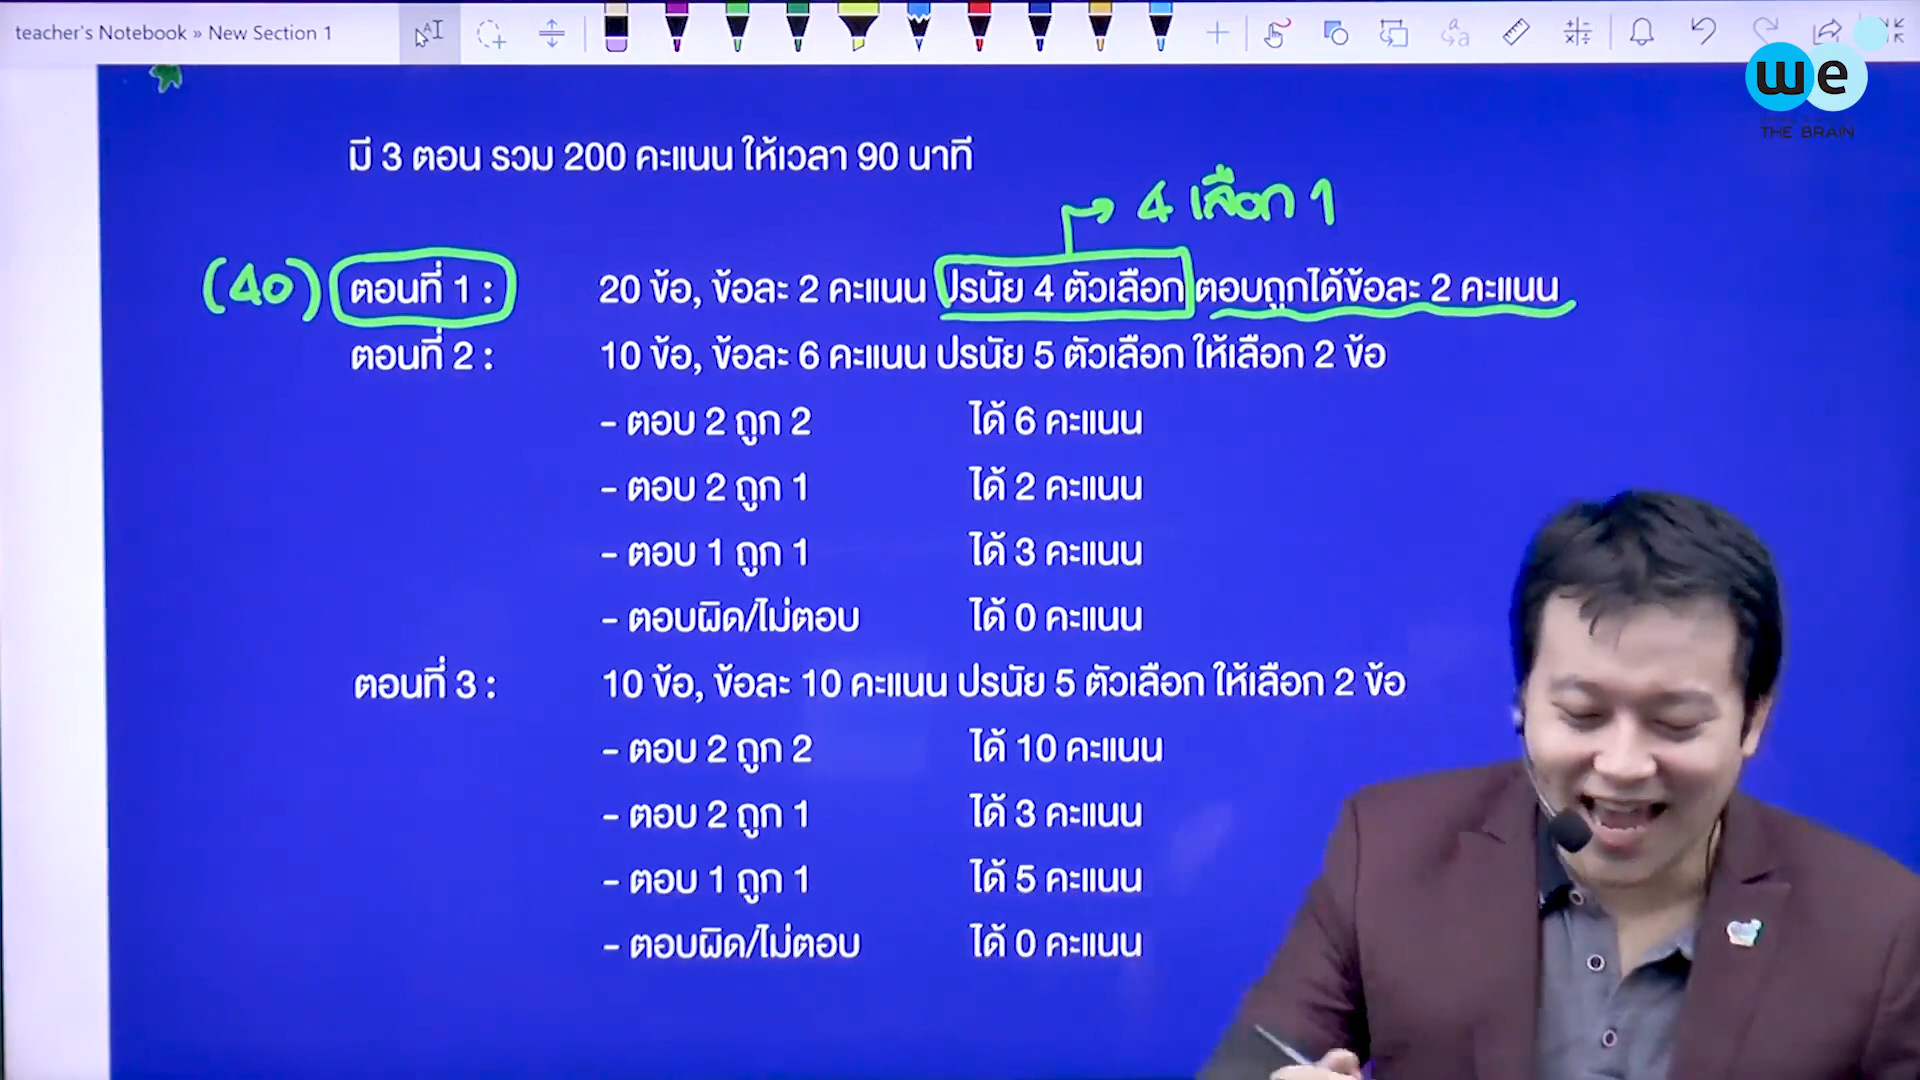 teacher's Notebook » New Section 1
we
THE BRAIN
มี 3 ตอน รวม 200 คะแนน ให้เวลา 90 นาที
4 เลือก 1
(40) ตอนที่ 1 : 20 ข้อ, ข้อละ 2 คะแนน ปรนัย 4 ตัวเลือก ตอบถูกได้ข้อละ 2 คะแนน
ตอนที่ 2 : 10 ข้อ, ข้อละ 6 คะแนน ปรนัย 5 ตัวเลือก ให้เลือก 2 ข้อ
- ตอบ 2 ถูก 2 ได้ 6 คะแนน
- ตอบ 2 ถูก 1 ได้ 2 คะแนน
- ตอบ 1 ถูก 1 ได้ 3 คะแนน
- ตอบผิด/ไม่ตอบ ได้ 0 คะแนน
ตอนที่ 3 : 10 ข้อ, ข้อละ 10 คะแนน ปรนัย 5 ตัวเลือก ให้เลือก 2 ข้อ
- ตอบ 2 ถูก 2 ได้ 10 คะแนน
- ตอบ 2 ถูก 1 ได้ 3 คะแนน
- ตอบ 1 ถูก 1 ได้ 5 คะแนน
- ตอบผิด/ไม่ตอบ ได้ 0 คะแนน